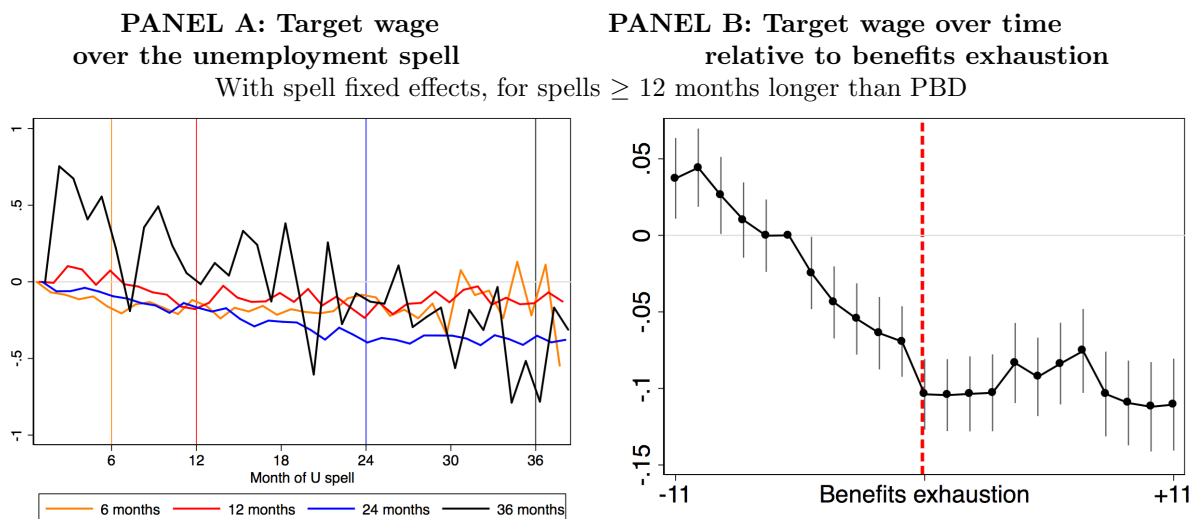 PANEL A: Target wage
over the unemployment spell
PANEL B: Target wage over time
relative to benefits exhaustion
With spell fixed effects, for spells ≥ 12 months longer than PBD
1
.5
0
-.5
-1
6 12 18 24 30 36
Month of U spell
6 months 12 months 24 months 36 months
.05
0
-.05
-.1
-.15
-11 Benefits exhaustion +11